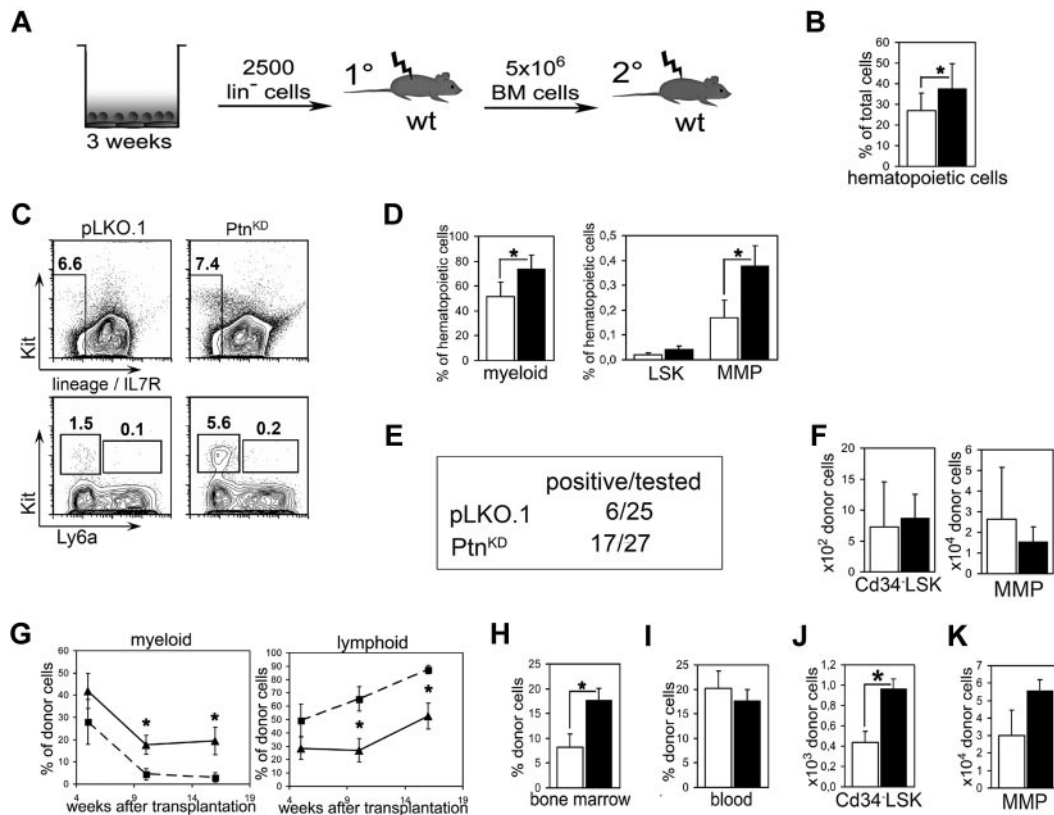 A
2500
lin⁻ cells
3 weeks
1°
wt
5x10⁶
BM cells
2°
wt
B
% of total cells
60
50
40
30
20
10
0
*
hematopoietic cells
C
pLKO.1
Ptn^KD
6.6
7.4
Kit
lineage / IL7R
1.5
0.1
5.6
0.2
Kit
Ly6a
D
% of hematopoietic cells
100
80
60
40
20
0
*
myeloid
% of hematopoietic cells
0,5
0,4
0,3
0,2
0,1
0,0
*
LSK
MMP
E
positive/tested
pLKO.1 6/25
Ptn^KD 17/27
F
x10² donor cells
20
15
10
5
0
Cd34⁻LSK
x10⁴ donor cells
6
5
4
3
2
1
0
MMP
G
myeloid
% of donor cells
60
50
40
30
20
10
0
* *
4 9 14 19
weeks after transplantation
lymphoid
100
90
80
70
60
50
40
30
20
10
0
* *
4 9 14 19
weeks after transplantation
H
% donor cells
25
20
15
10
5
0
*
bone marrow
I
% donor cells
25
20
15
10
5
0
blood
J
x10³ donor cells
1,2
1,0
0,8
0,6
0,4
0,2
0
*
Cd34⁻LSK
K
x10⁴ donor cells
7
6
5
4
3
2
1
0
MMP